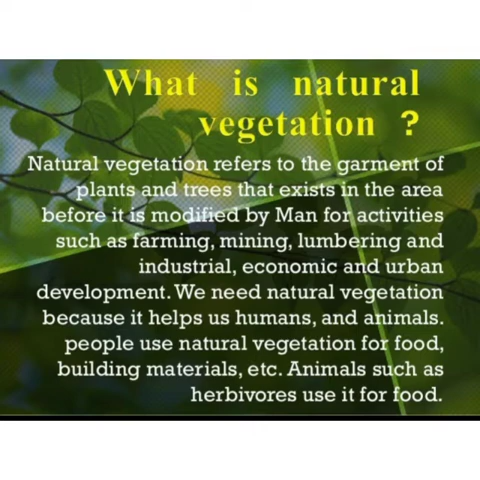 What is natural
vegetation ?
Natural vegetation refers to the garment of
plants and trees that exists in the area
before it is modified by Man for activities
such as farming, mining, lumbering and
industrial, economic and urban
development. We need natural vegetation
because it helps us humans, and animals.
people use natural vegetation for food,
building materials, etc. Animals such as
herbivores use it for food.